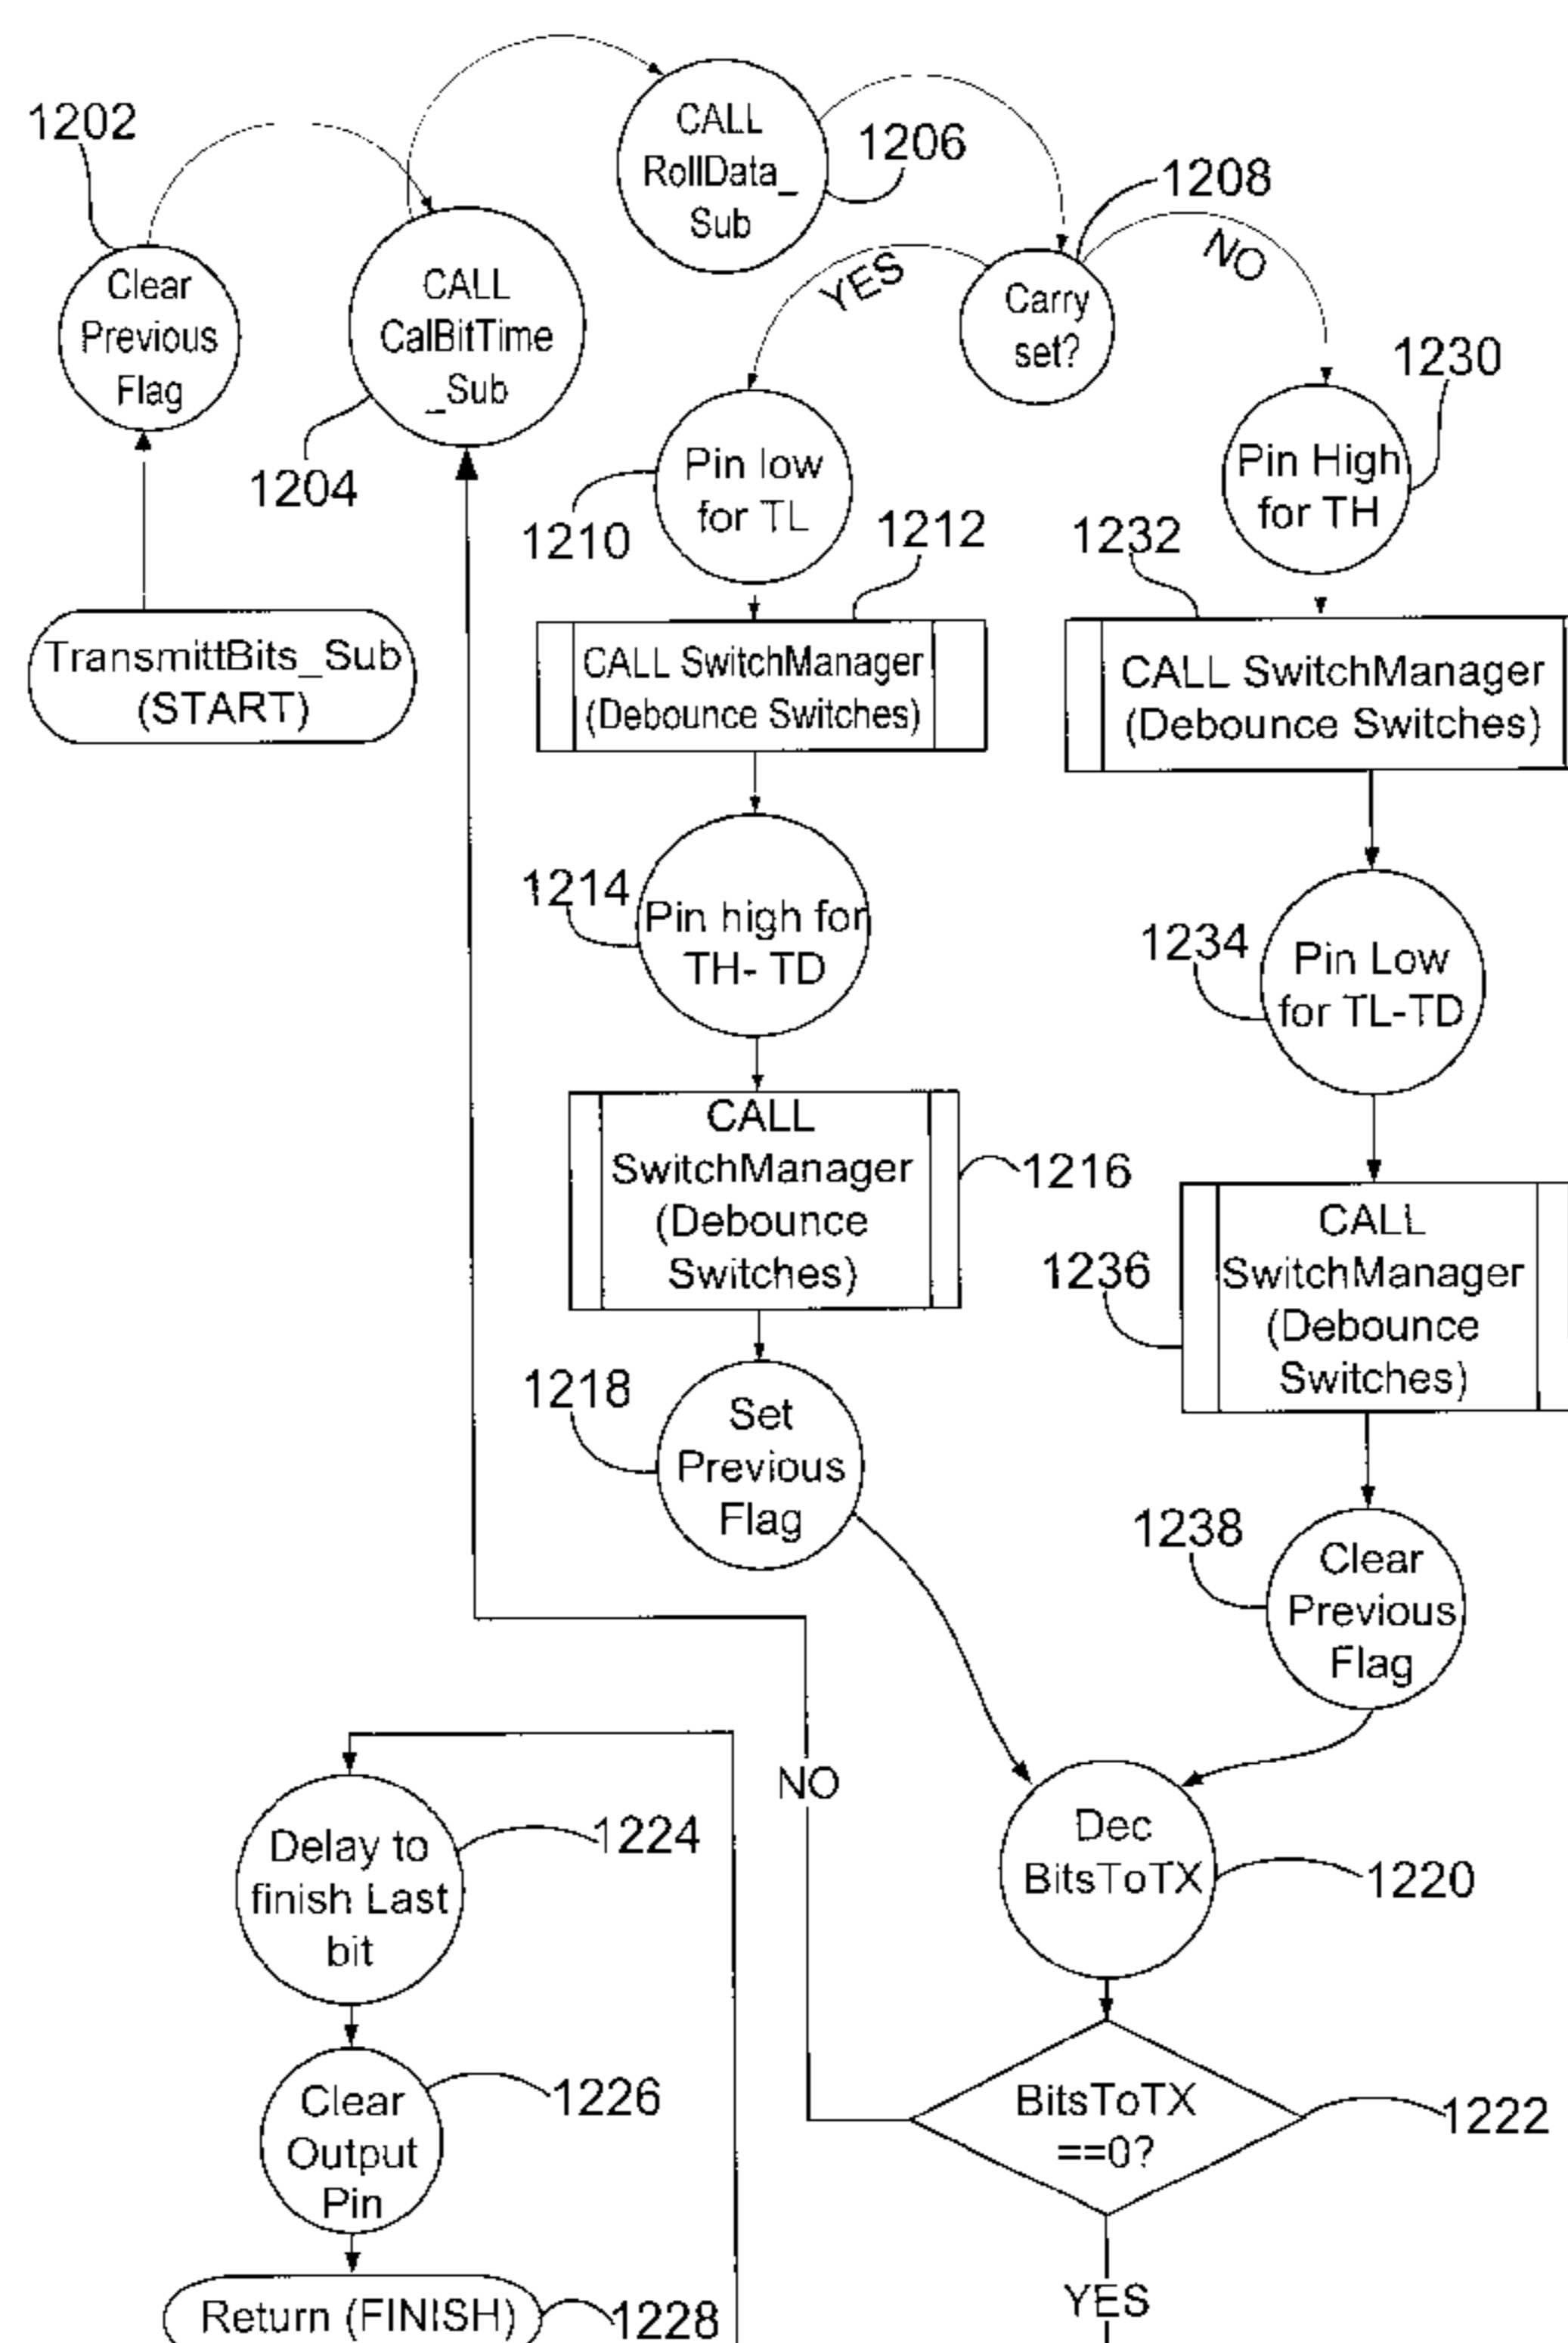 1202
Clear
Previous
Flag
CALL
CalBitTime
_Sub
1204
CALL
RollData_
Sub
1206
1208
Carry
set?
YES
NO
TransmittBits_Sub
(START)
Pin low
for TL
1210
1212
CALL SwitchManager
(Debounce Switches)
1214
Pin high for
TH- TD
CALL
SwitchManager
(Debounce
Switches)
1216
1218
Set
Previous
Flag
1230
Pin High
for TH
1232
CALL SwitchManager
(Debounce Switches)
1234
Pin Low
for TL-TD
CALL
SwitchManager
(Debounce
Switches)
1236
1238
Clear
Previous
Flag
NO
Dec
BitsToTX
1220
BitsToTX
==0?
1222
YES
Delay to
finish Last
bit
1224
Clear
Output
Pin
1226
Return (FINISH)
1228